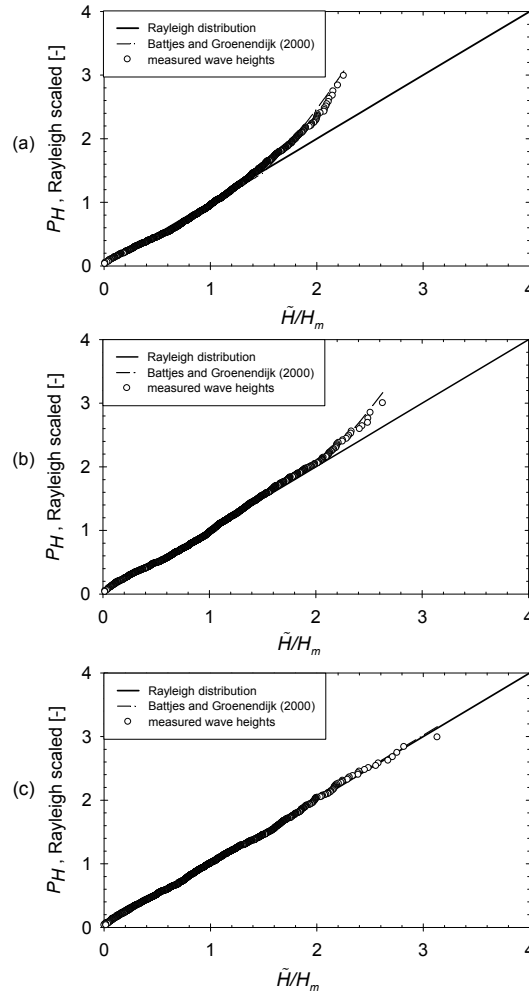 Rayleigh distribution
Battjes and Groenendijk (2000)
measured wave heights
4
3
2
1
0
0 1 2 3 4
P_H , Rayleigh scaled [-]
(a)
H̃/H_m
Rayleigh distribution
Battjes and Groenendijk (2000)
measured wave heights
4
3
2
1
0
0 1 2 3 4
P_H , Rayleigh scaled [-]
(b)
H̃/H_m
Rayleigh distribution
Battjes and Groenendijk (2000)
measured wave heights
4
3
2
1
0
0 1 2 3 4
P_H , Rayleigh scaled [-]
(c)
H̃/H_m